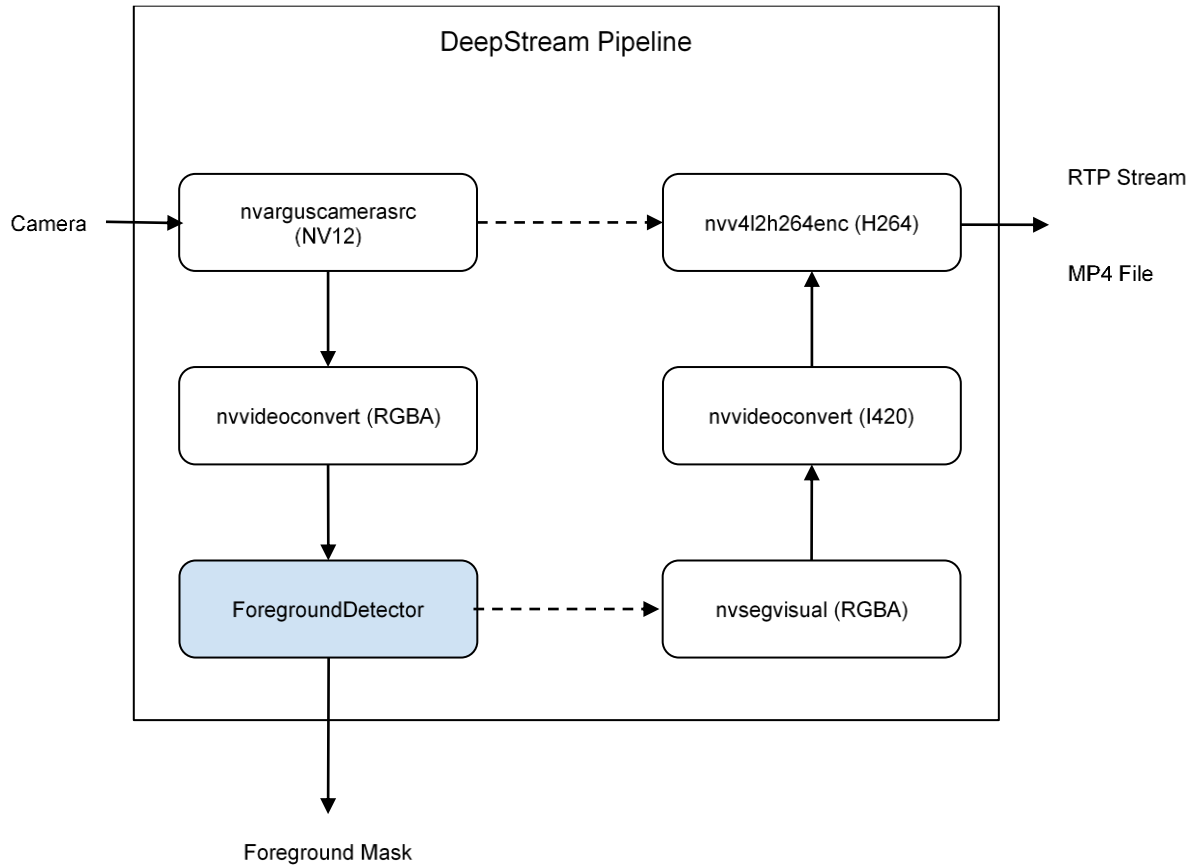 DeepStream Pipeline
Camera
nvarguscamerasrc
(NV12)
nvv4l2h264enc (H264)
RTP Stream
MP4 File
nvvideoconvert (RGBA)
nvvideoconvert (I420)
ForegroundDetector
nvsegvisual (RGBA)
Foreground Mask